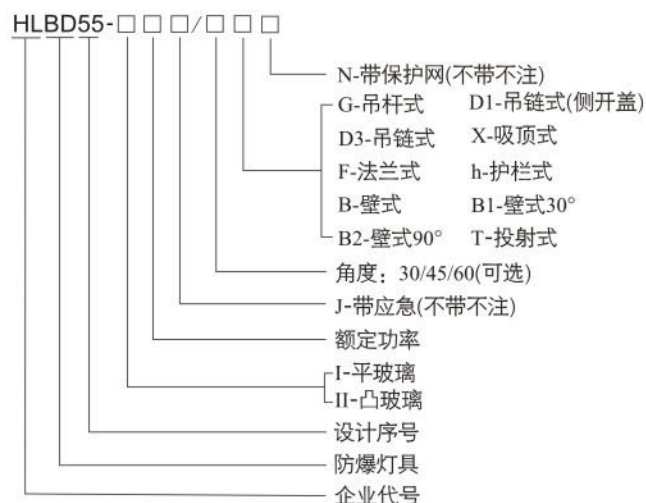 HLBD55-□□□/□□□
N-带保护网(不带不注)
G-吊杆式 D1-吊链式(侧开盖)
D3-吊链式 X-吸顶式
F-法兰式 h-护栏式
B-壁式 B1-壁式30°
B2-壁式90° T-投射式
角度：30/45/60(可选)
J-带应急(不带不注)
额定功率
I-平玻璃
II-凸玻璃
设计序号
防爆灯具
企业代号